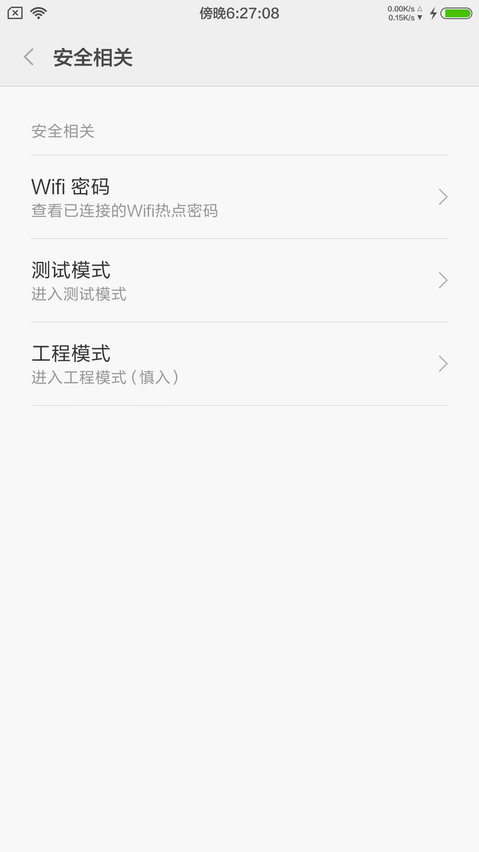 傍晚6:27:08
0.00K/s △
0.15K/s ▼
安全相关
安全相关
Wifi 密码
查看已连接的Wifi热点密码
测试模式
进入测试模式
工程模式
进入工程模式 ( 慎入 )